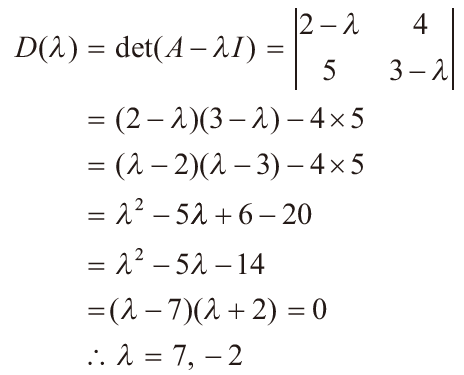 D(λ) = det(A − λI) = |2 − λ 4|
|5 3 − λ|
= (2 − λ)(3 − λ) − 4 × 5
= (λ − 2)(λ − 3) − 4 × 5
= λ² − 5λ + 6 − 20
= λ² − 5λ − 14
= (λ − 7)(λ + 2) = 0
∴ λ = 7, −2